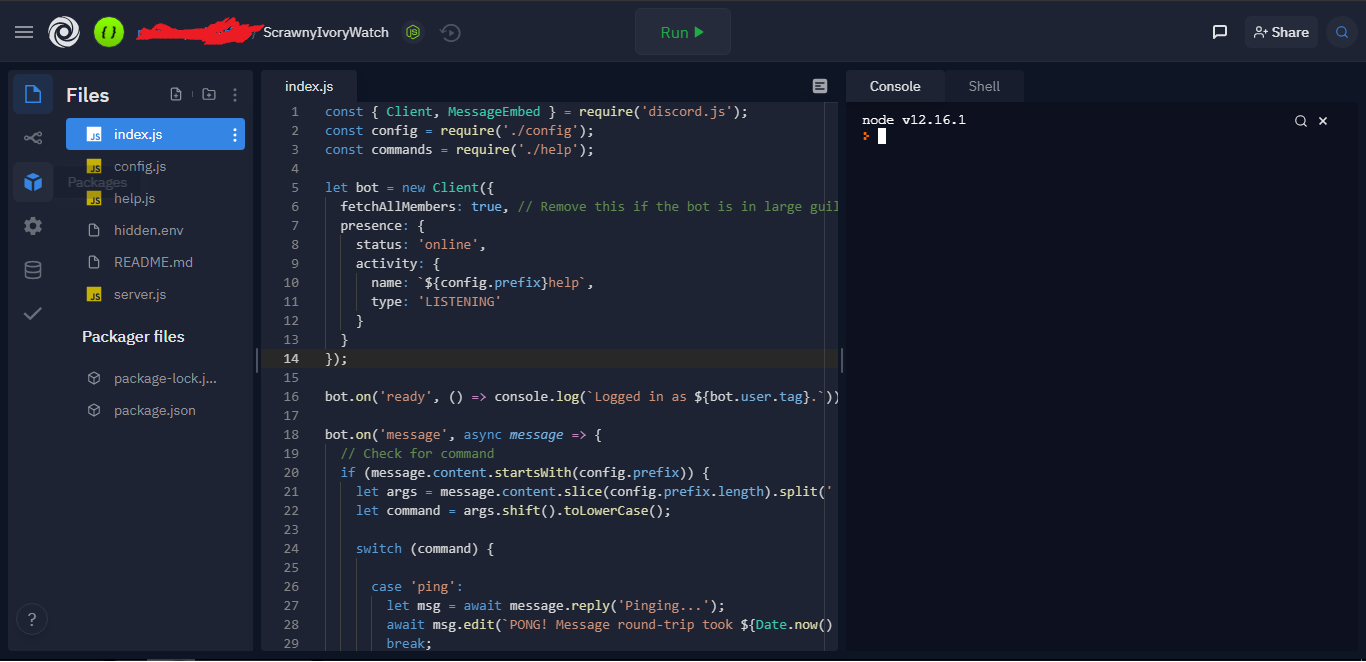 ScrawnyIvoryWatch
Run
Share
Files
index.js
config.js
Packages
help.js
hidden.env
README.md
server.js
Packager files
package-lock.j...
package.json
?
index.js
1 const { Client, MessageEmbed } = require('discord.js');
2 const config = require('./config');
3 const commands = require('./help');
4
5 let bot = new Client({
6 fetchAllMembers: true, // Remove this if the bot is in large guil
7 presence: {
8 status: 'online',
9 activity: {
10 name: `${config.prefix}help`,
11 type: 'LISTENING'
12 }
13 }
14 });
15
16 bot.on('ready', () => console.log(`Logged in as ${bot.user.tag}.`))
17
18 bot.on('message', async message => {
19 // Check for command
20 if (message.content.startsWith(config.prefix)) {
21 let args = message.content.slice(config.prefix.length).split('
22 let command = args.shift().toLowerCase();
23
24 switch (command) {
25
26 case 'ping':
27 let msg = await message.reply('Pinging...');
28 await msg.edit(`PONG! Message round-trip took ${Date.now()
29 break;
Console
Shell
node v12.16.1